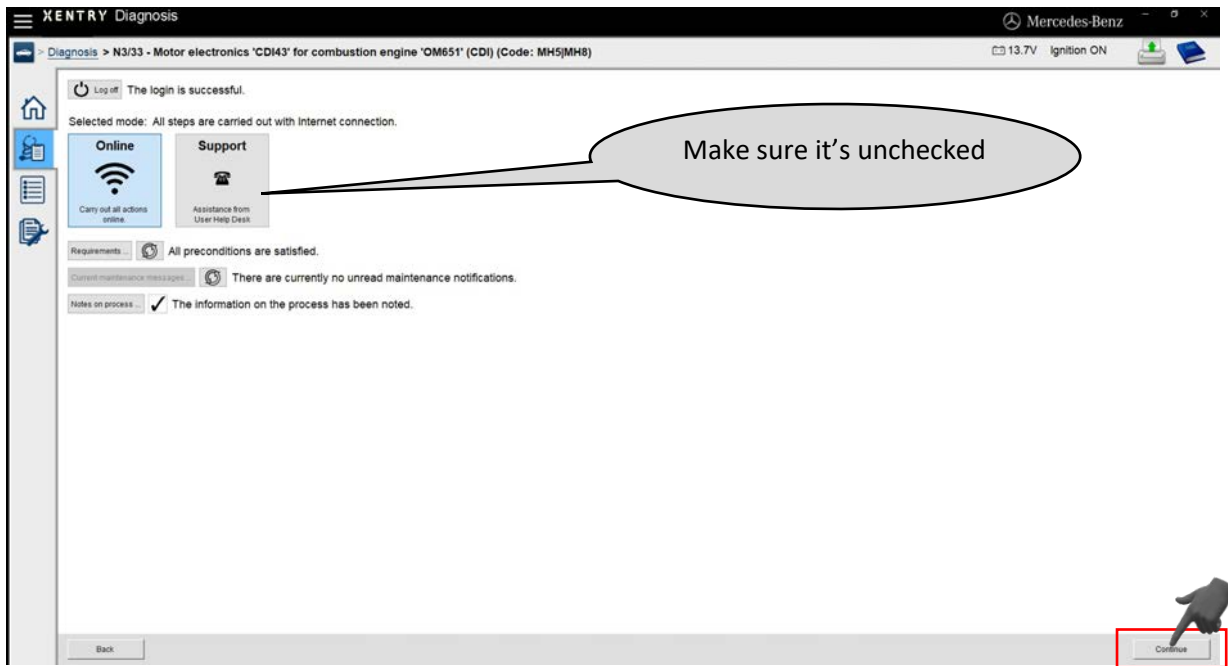 XENTRY Diagnosis
Mercedes-Benz
> Diagnosis > N3/33 - Motor electronics 'CDI43' for combustion engine 'OM651' (CDI) (Code: MH5|MH8)
13.7V Ignition ON
Log off The login is successful.
Selected mode: All steps are carried out with Internet connection.
Online
Carry out all actions
online.
Support
Assistance from
User Help Desk
Make sure it's unchecked
Requirements ... All preconditions are satisfied.
Current maintenance messages ... There are currently no unread maintenance notifications.
Notes on process ... The information on the process has been noted.
Back
Continue